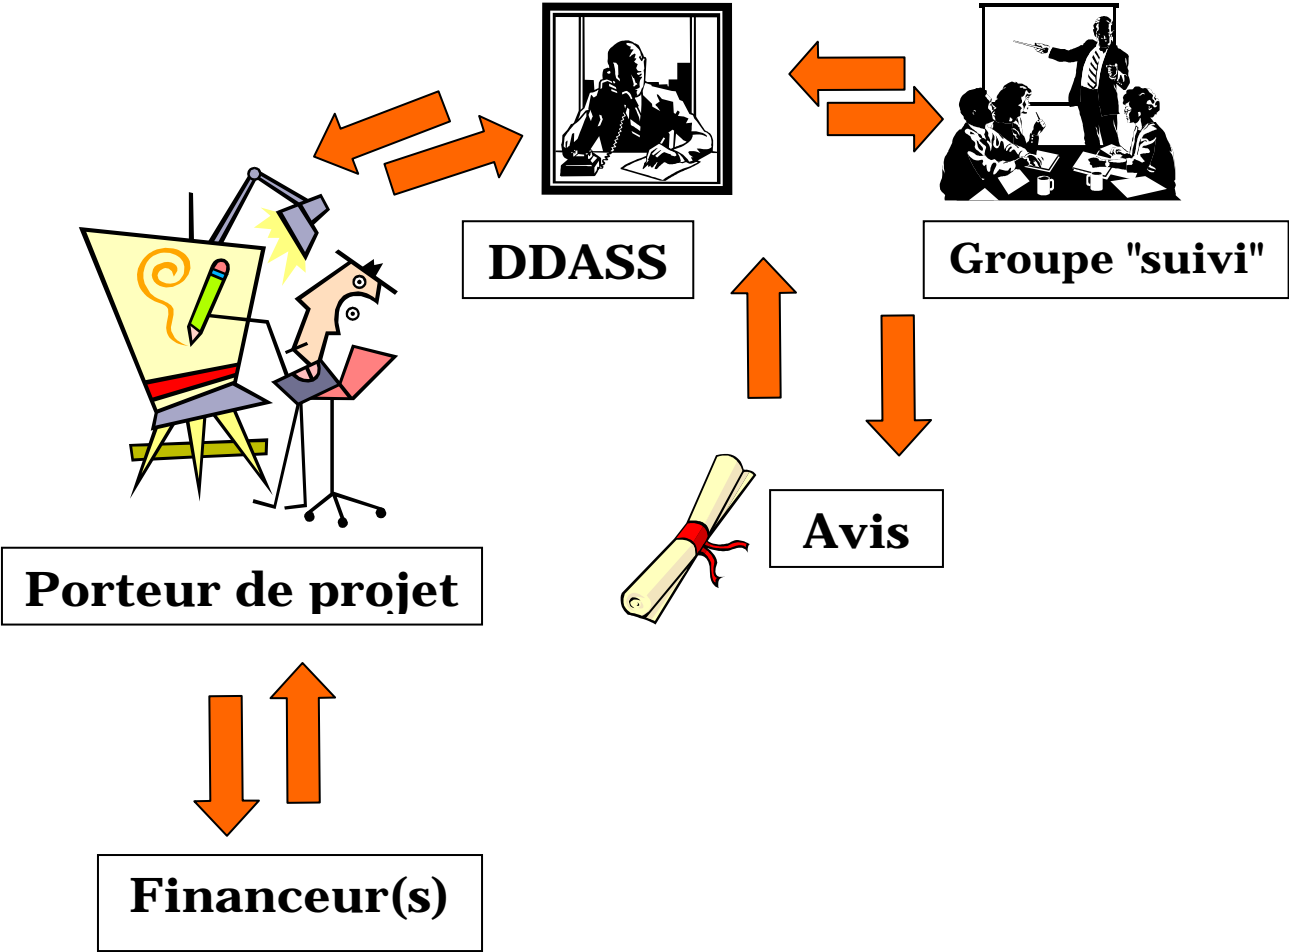 DDASS
Groupe "suivi"
Avis
Porteur de projet
Financeur(s)